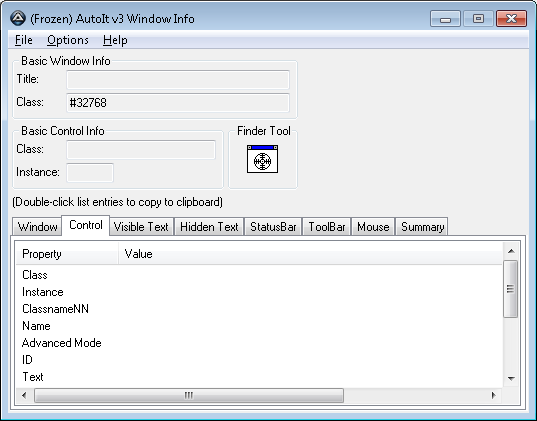 (Frozen) AutoIt v3 Window Info
File Options Help
Basic Window Info
Title:
Class: #32768
Basic Control Info
Class:
Instance:
Finder Tool
(Double-click list entries to copy to clipboard)
Window Control Visible Text Hidden Text StatusBar ToolBar Mouse Summary
Property Value
Class
Instance
ClassnameNN
Name
Advanced Mode
ID
Text